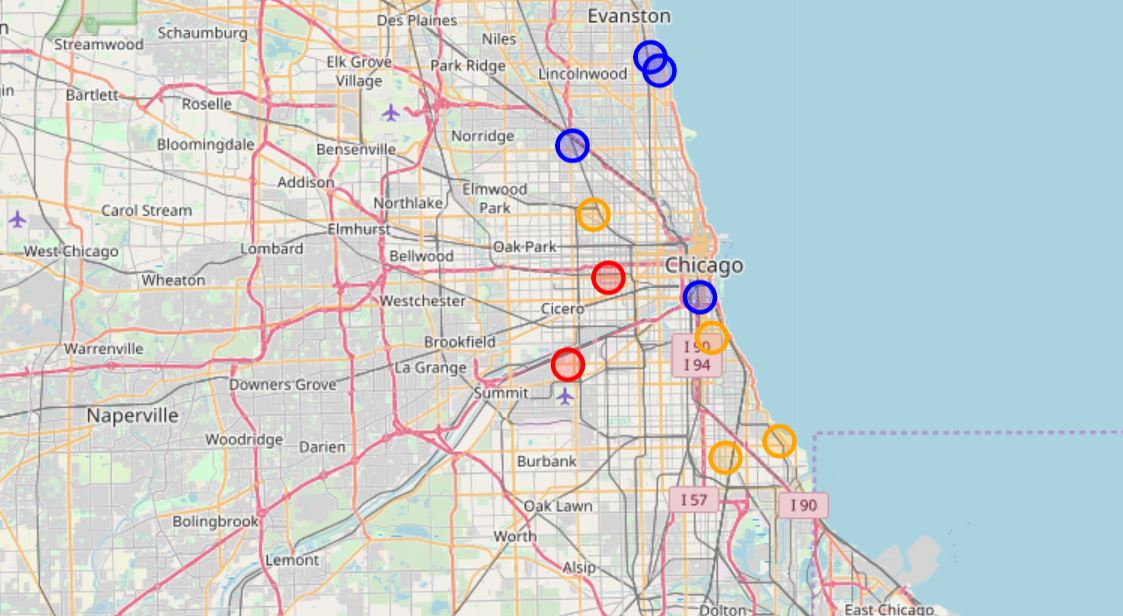 Des Plaines
Evanston
Schaumburg
Niles
Streamwood
Elk Grove
Village
Park Ridge
Lincolnwood
Bartlett
Roselle
Norridge
Bloomingdale
Bensenville
Addison
Elmwood
Park
Northlake
Carol Stream
Elmhurst
Oak Park
West Chicago
Lombard
Bellwood
Chicago
Wheaton
Westchester
Cicero
Brookfield
I 90
I 94
Warrenville
La Grange
Downers Grove
Summit
Naperville
Woodridge
Darien
Burbank
I 57
I 90
Oak Lawn
Bolingbrook
Worth
Lemont
Alsip
Dolton
East Chicago